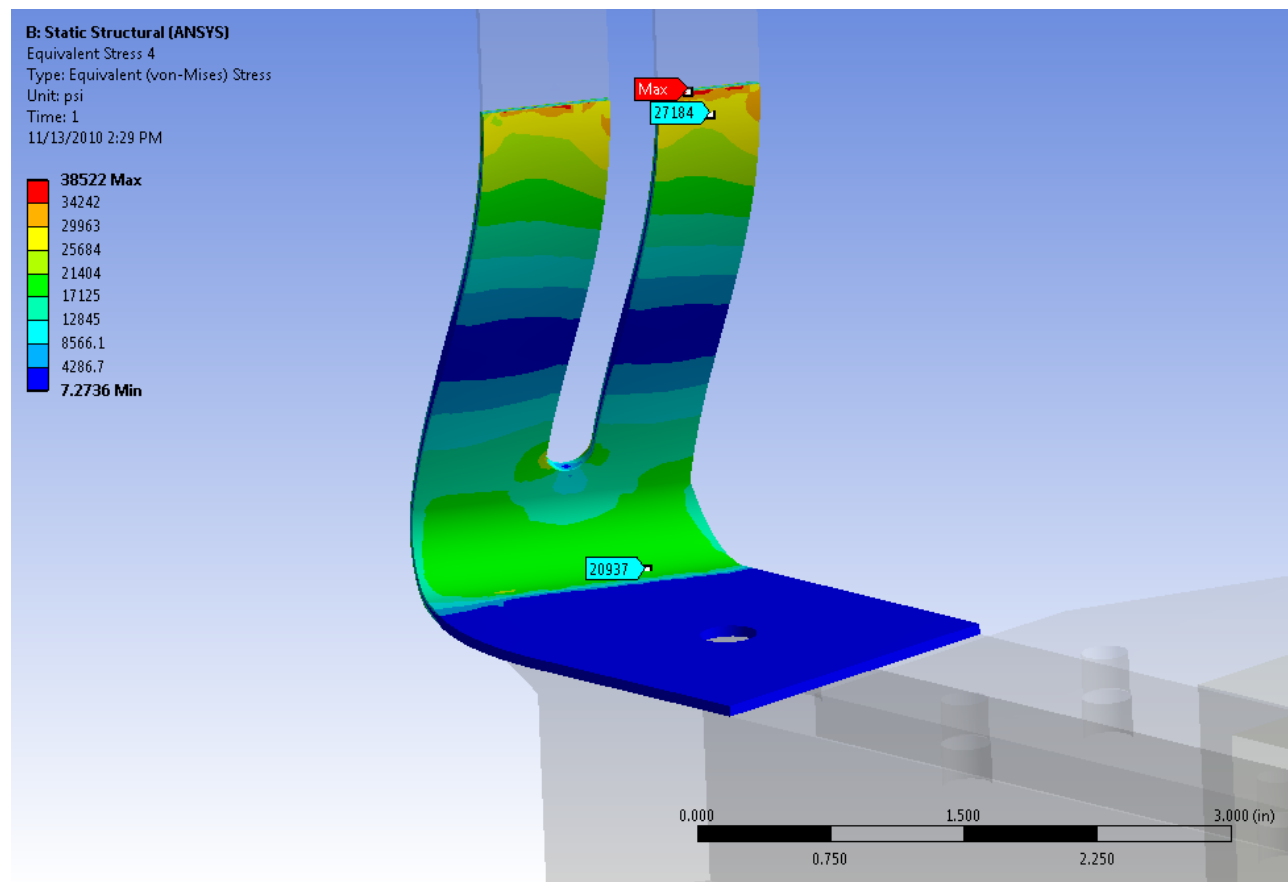 B: Static Structural (ANSYS)
Equivalent Stress 4
Type: Equivalent (von-Mises) Stress
Unit: psi
Time: 1
11/13/2010 2:29 PM
38522 Max
34242
29963
25684
21404
17125
12845
8566.1
4286.7
7.2736 Min
Max
27184
20937
0.000 1.500 3.000 (in)
0.750 2.250